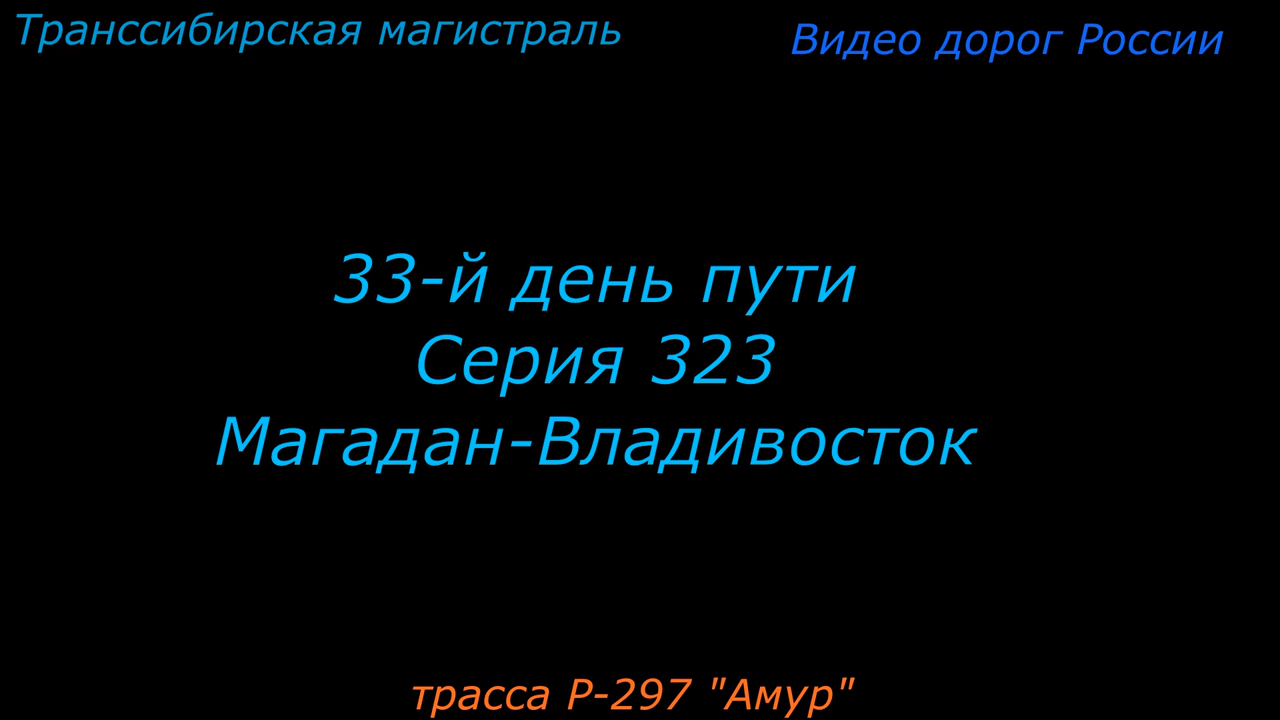 Транссибирская магистраль
Видео дорог России
33-й день пути
Серия 323
Магадан-Владивосток
трасса Р-297 "Амур"